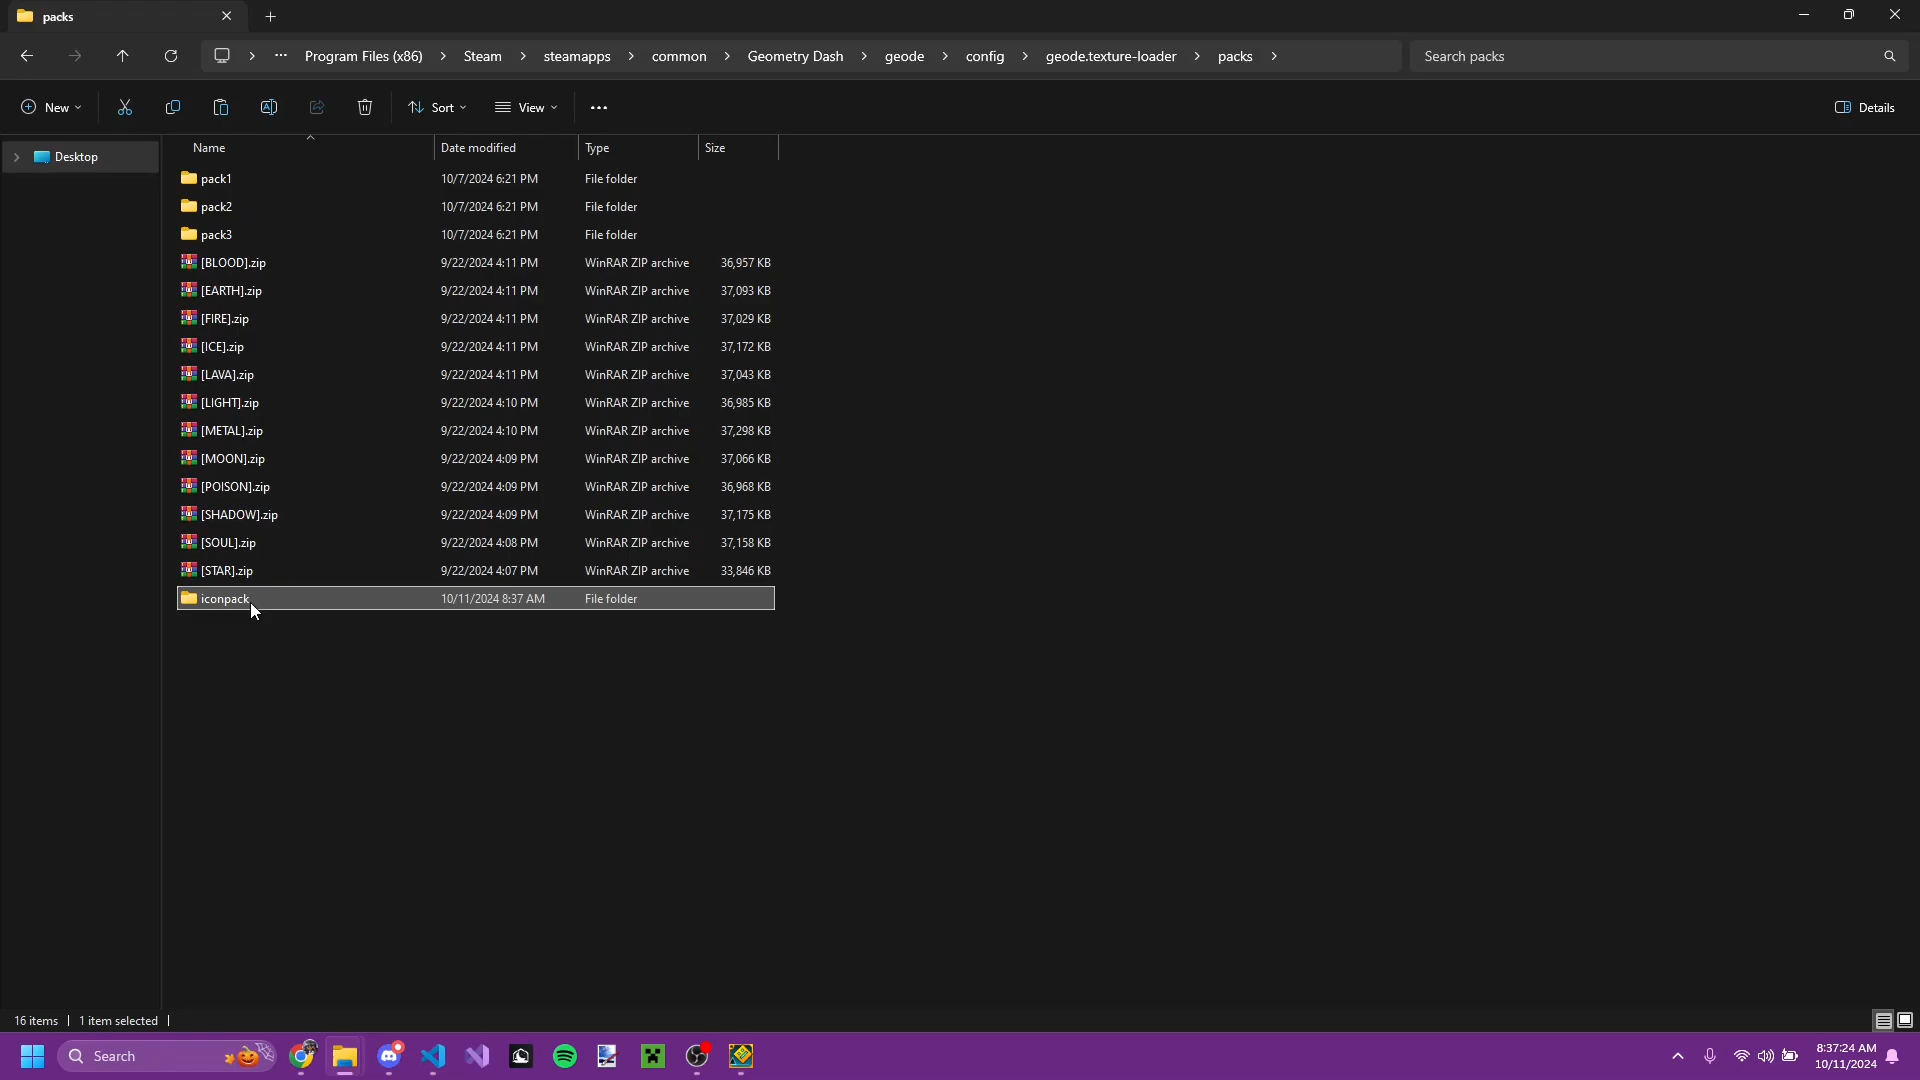 packs
Program Files (x86) > Steam > steamapps > common > Geometry Dash > geode > config > geode.texture-loader > packs >
Search packs
New
Sort
View
Details
Desktop
Name Date modified Type Size
pack1 10/7/2024 6:21 PM File folder
pack2 10/7/2024 6:21 PM File folder
pack3 10/7/2024 6:21 PM File folder
[BLOOD].zip 9/22/2024 4:11 PM WinRAR ZIP archive 36,957 KB
[EARTH].zip 9/22/2024 4:11 PM WinRAR ZIP archive 37,093 KB
[FIRE].zip 9/22/2024 4:11 PM WinRAR ZIP archive 37,029 KB
[ICE].zip 9/22/2024 4:11 PM WinRAR ZIP archive 37,172 KB
[LAVA].zip 9/22/2024 4:11 PM WinRAR ZIP archive 37,043 KB
[LIGHT].zip 9/22/2024 4:10 PM WinRAR ZIP archive 36,985 KB
[METAL].zip 9/22/2024 4:10 PM WinRAR ZIP archive 37,298 KB
[MOON].zip 9/22/2024 4:09 PM WinRAR ZIP archive 37,066 KB
[POISON].zip 9/22/2024 4:09 PM WinRAR ZIP archive 36,968 KB
[SHADOW].zip 9/22/2024 4:09 PM WinRAR ZIP archive 37,175 KB
[SOUL].zip 9/22/2024 4:08 PM WinRAR ZIP archive 37,158 KB
[STAR].zip 9/22/2024 4:07 PM WinRAR ZIP archive 33,846 KB
iconpack 10/11/2024 8:37 AM File folder
16 items | 1 item selected |
Search
8:37:24 AM
10/11/2024